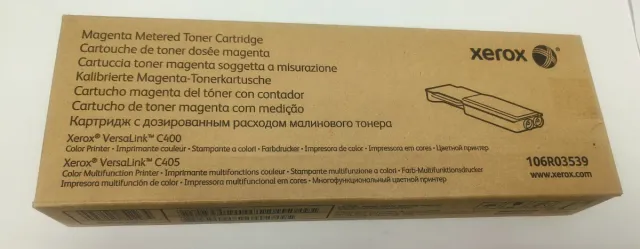 Magenta Metered Toner Cartridge
Cartouche de toner dosée magenta
Cartuccia toner magenta soggetta a misurazione
Kalibrierte Magenta-Tonerkartusche
Cartucho magenta del tóner con contador
Cartucho de toner magenta com medição
Картридж с дозированным расходом малинового тонера
Xerox® VersaLink™ C400
Color Printer • Imprimante couleur • Stampante a colori • Farbdrucker • Impresora de color • Impressora em cores • Цветной принтер
Xerox® VersaLink™ C405
Color Multifunction Printer • Imprimante multifonctions couleur • Stampante multifunzione a colori • Farb-Multifunktionsdrucker
Impresora multifunción de color • Impressora multifuncional em cores • Многофункциональный цветной принтер
xerox
106R03539
www.xerox.com